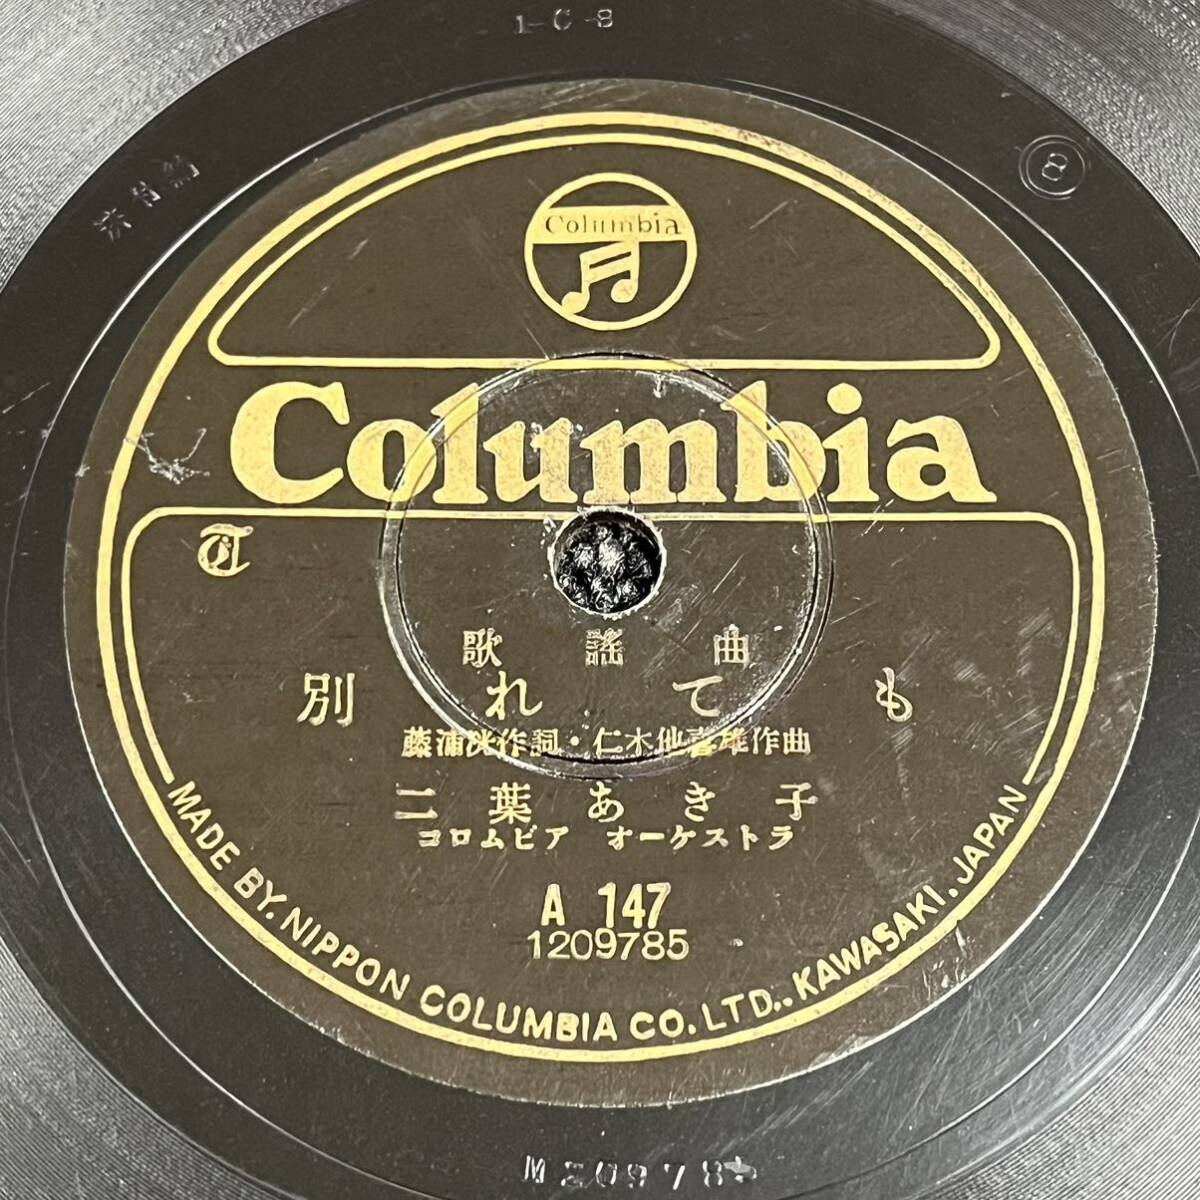 1-C-8
8
Columbia
Columbia
T
歌謡曲
別れても
藤浦洸作詞・仁木他喜雄作曲
二葉あき子
コロムビア オーケストラ
A 147
1209785
MADE BY. NIPPON COLUMBIA CO. LTD., KAWASAKI. JAPAN